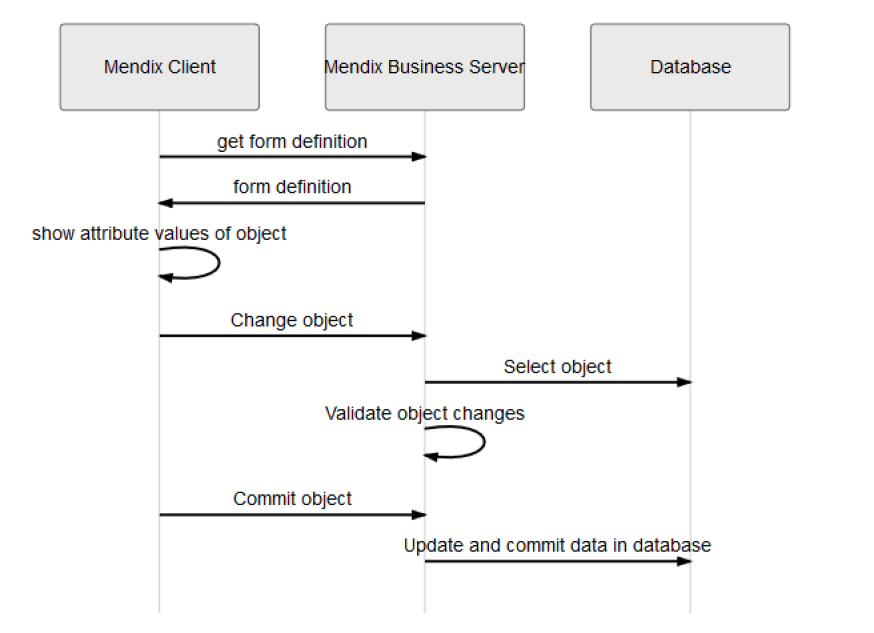 Mendix Client
Mendix Business Server
Database
get form definition
form definition
show attribute values of object
Change object
Select object
Validate object changes
Commit object
Update and commit data in database